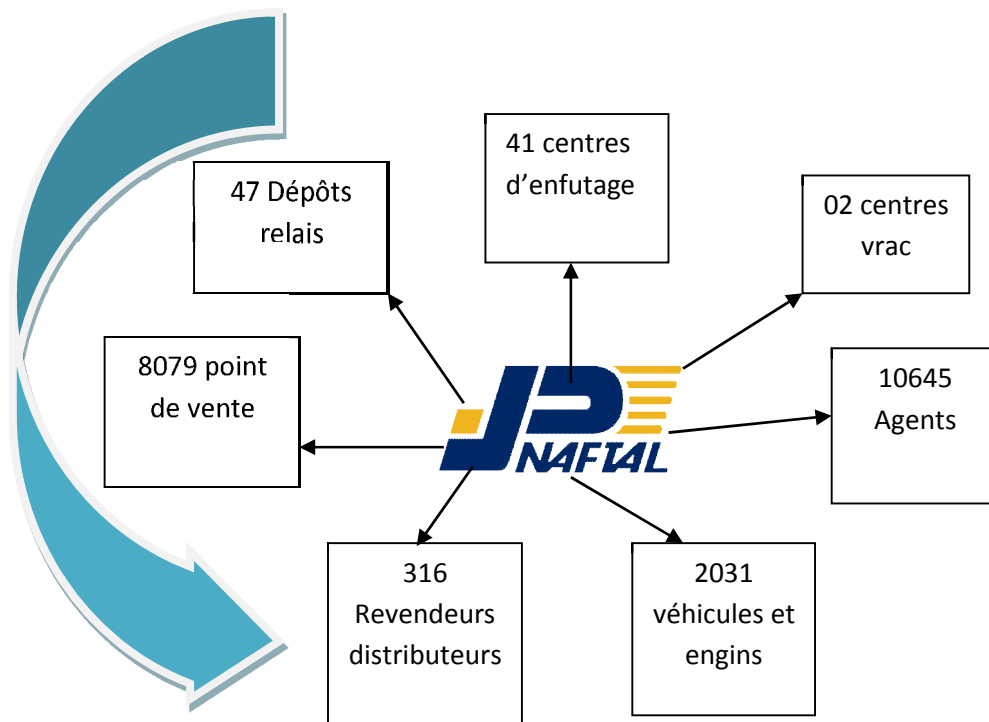 41 centres
d’enfutage
47 Dépôts
relais
02 centres
vrac
8079 point
de vente
10645
Agents
NAFTAL
316
Revendeurs
distributeurs
2031
véhicules et
engins